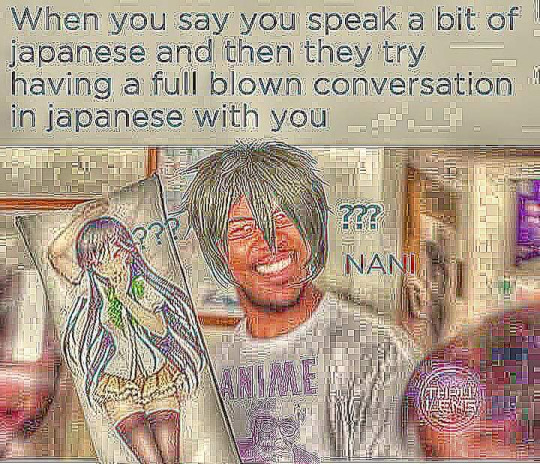 When you say you speak a bit of
japanese and then they try
having a full blown conversation
in japanese with you
???
???
NANI
ANIME